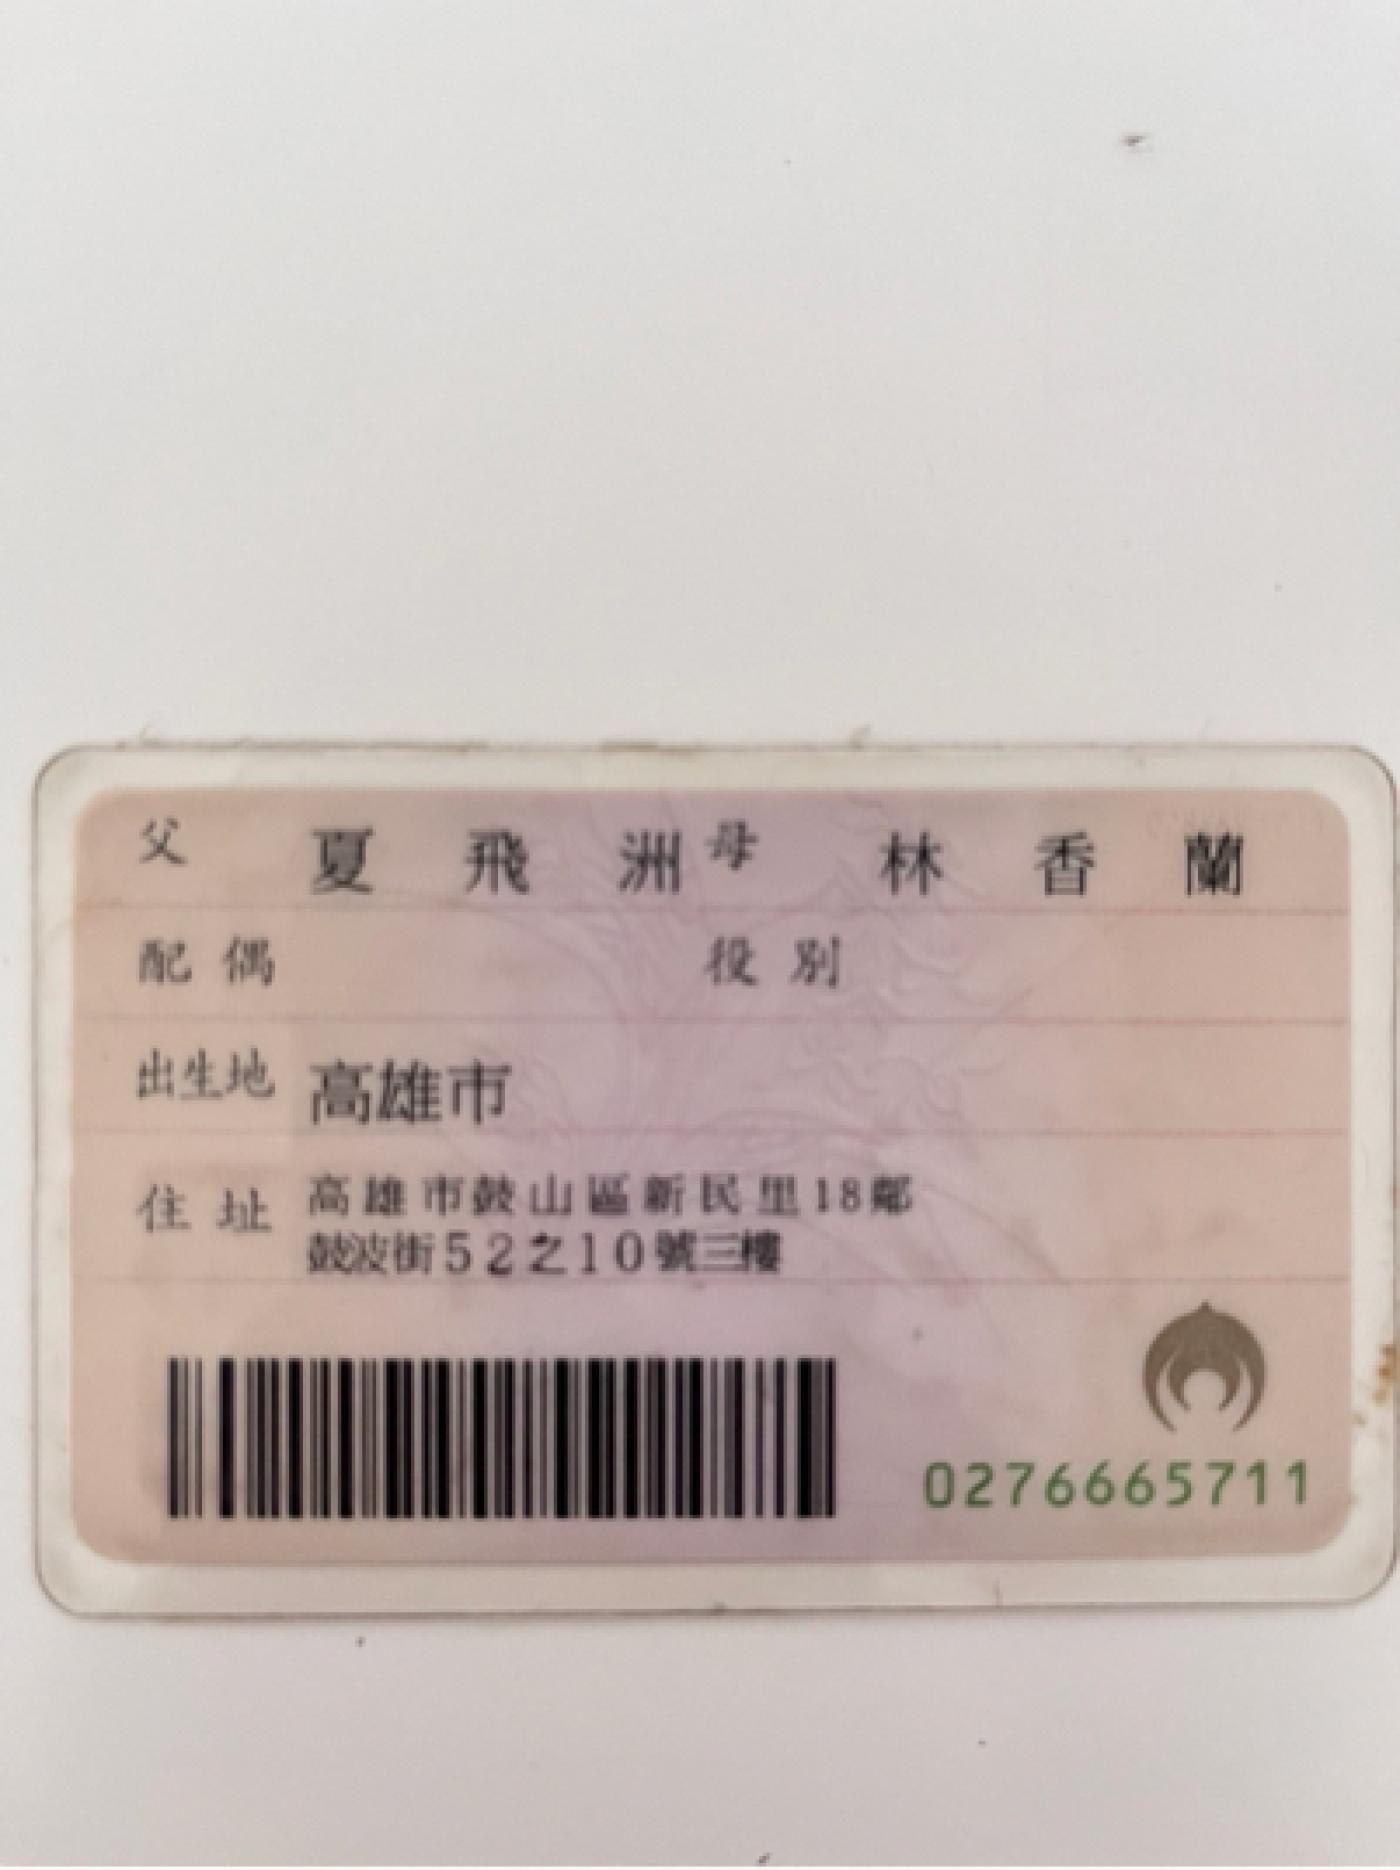 父 夏飛洲 母 林香蘭
配偶 役別
出生地 高雄市
住址 高雄市鼓山區新民里18鄰
鼓波街52之10號三樓
0276665711